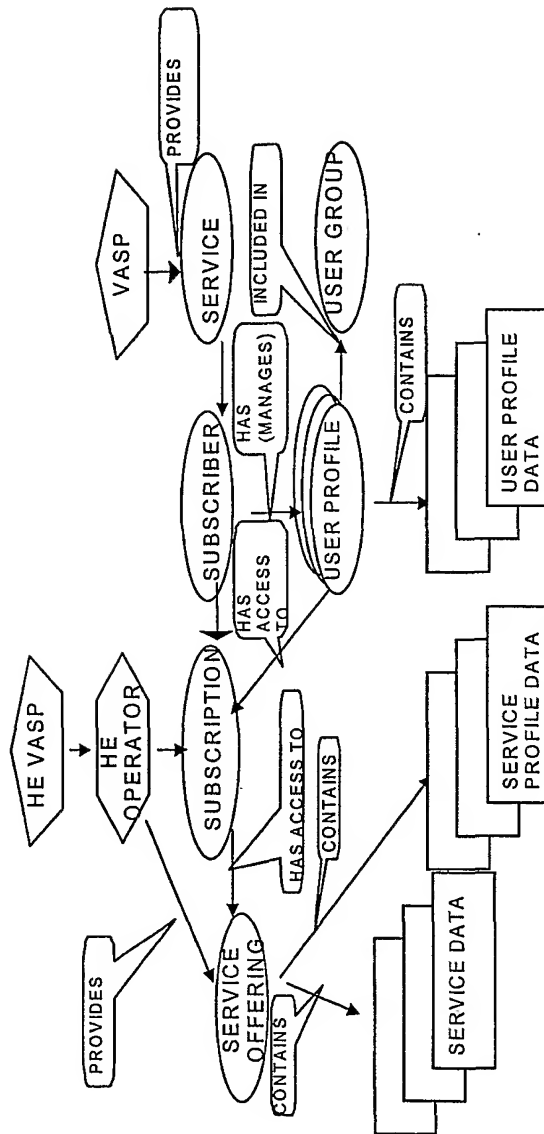 HE VASP
VASP
HE
OPERATOR
PROVIDES
PROVIDES
SERVICE
OFFERING
SUBSCRIPTION
SUBSCRIBER
SERVICE
HAS
ACCESS
TO
HAS
(MANAGES)
INCLUDED IN
CONTAINS
HAS ACCESS TO
CONTAINS
USER PROFILE
USER GROUP
CONTAINS
SERVICE DATA
SERVICE
PROFILE DATA
USER PROFILE
DATA